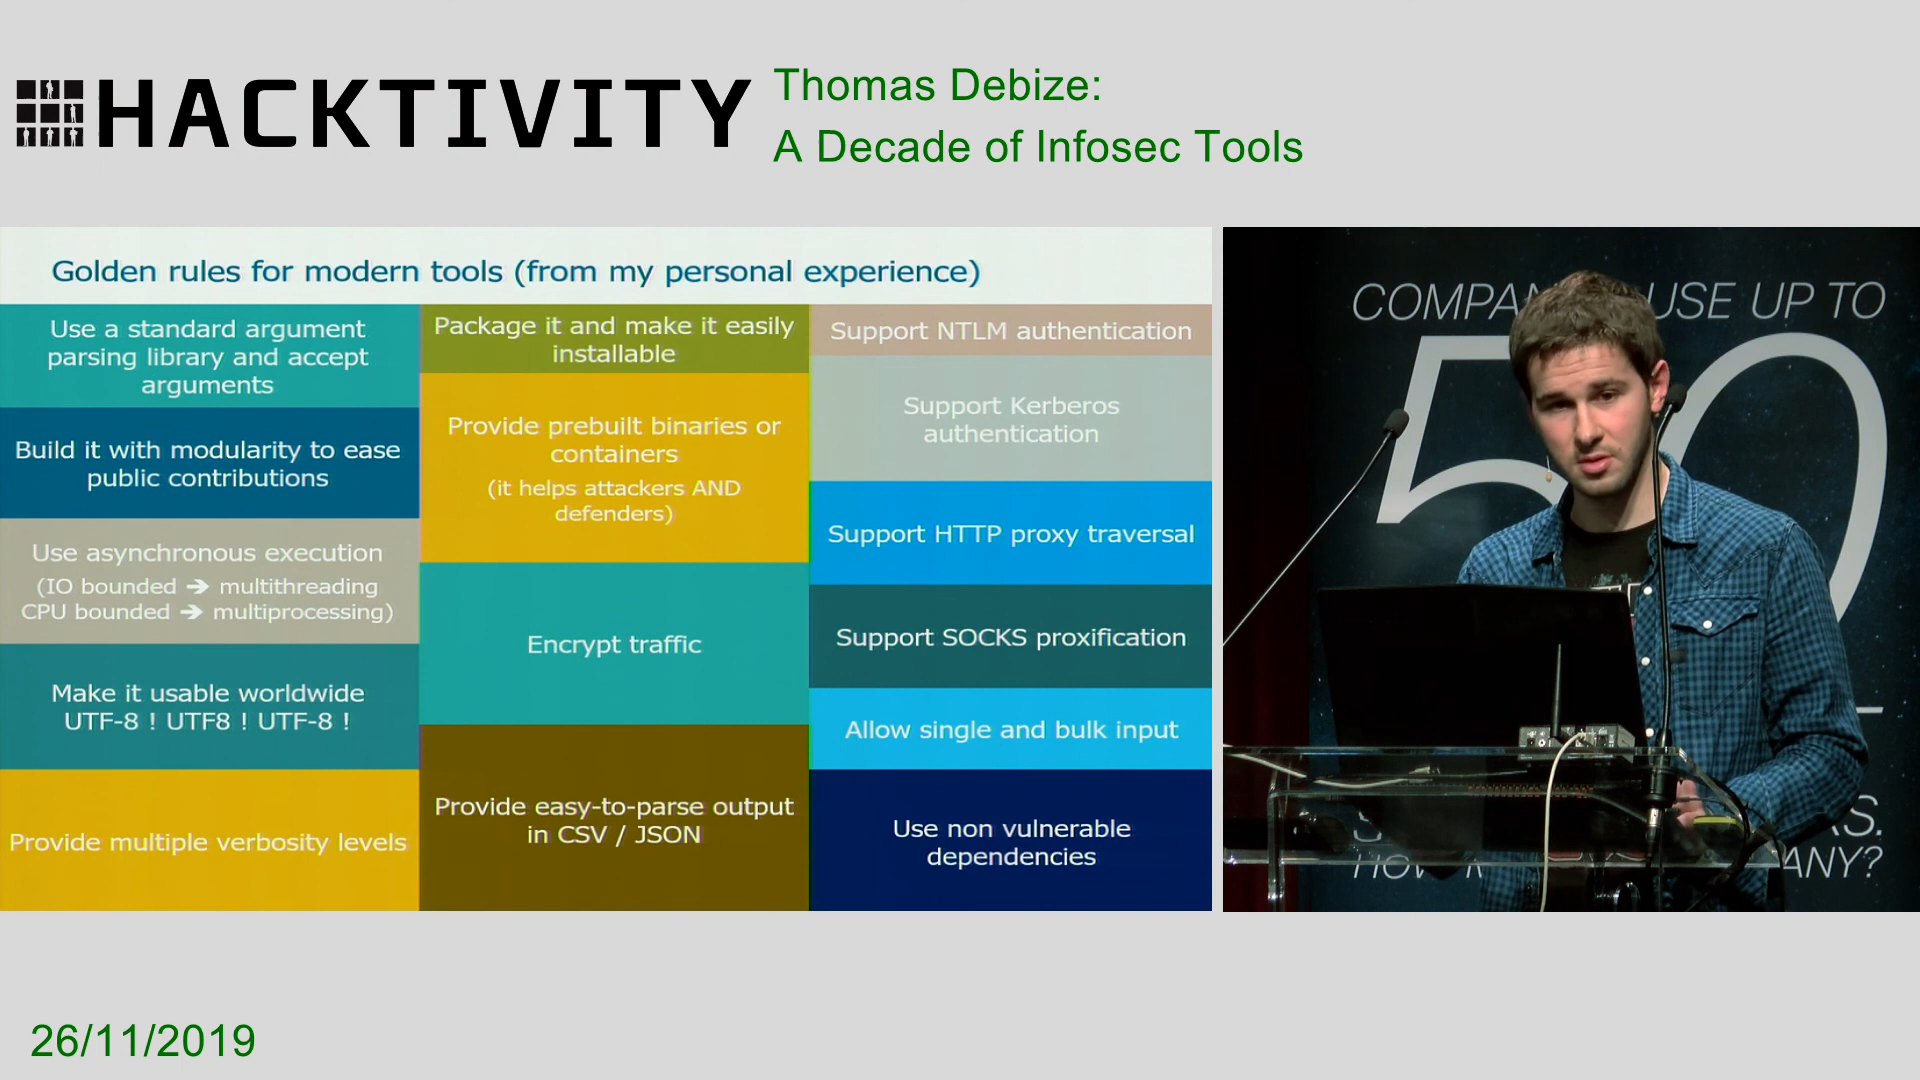 HACKTIVITY
Thomas Debize:
A Decade of Infosec Tools
Golden rules for modern tools (from my personal experience)
Use a standard argument
parsing library and accept
arguments
Build it with modularity to ease
public contributions
Use asynchronous execution
(IO bounded ➔ multithreading
CPU bounded ➔ multiprocessing)
Make it usable worldwide
UTF-8 ! UTF8 ! UTF-8 !
Provide multiple verbosity levels
Package it and make it easily
installable
Provide prebuilt binaries or
containers
(it helps attackers AND
defenders)
Encrypt traffic
Provide easy-to-parse output
in CSV / JSON
Support NTLM authentication
Support Kerberos
authentication
Support HTTP proxy traversal
Support SOCKS proxification
Allow single and bulk input
Use non vulnerable
dependencies
USE UP TO
50
26/11/2019